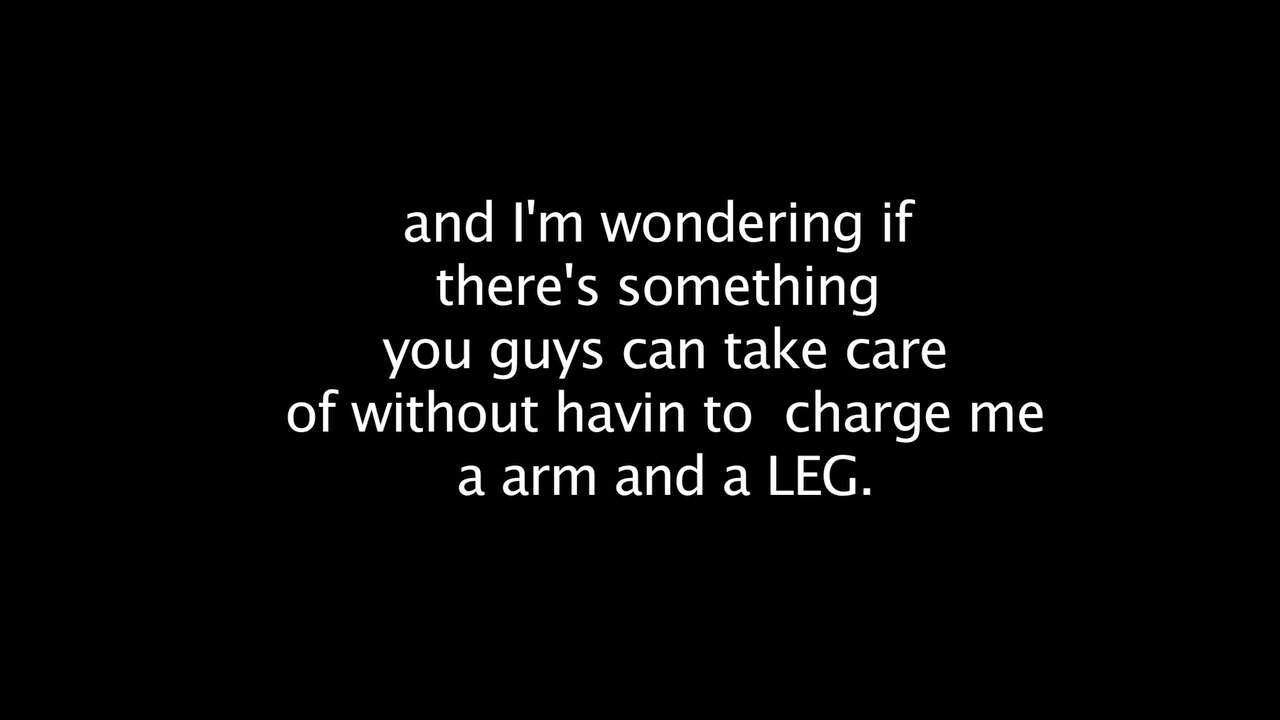 and I'm wondering if
there's something
you guys can take care
of without havin to  charge me
a arm and a LEG.